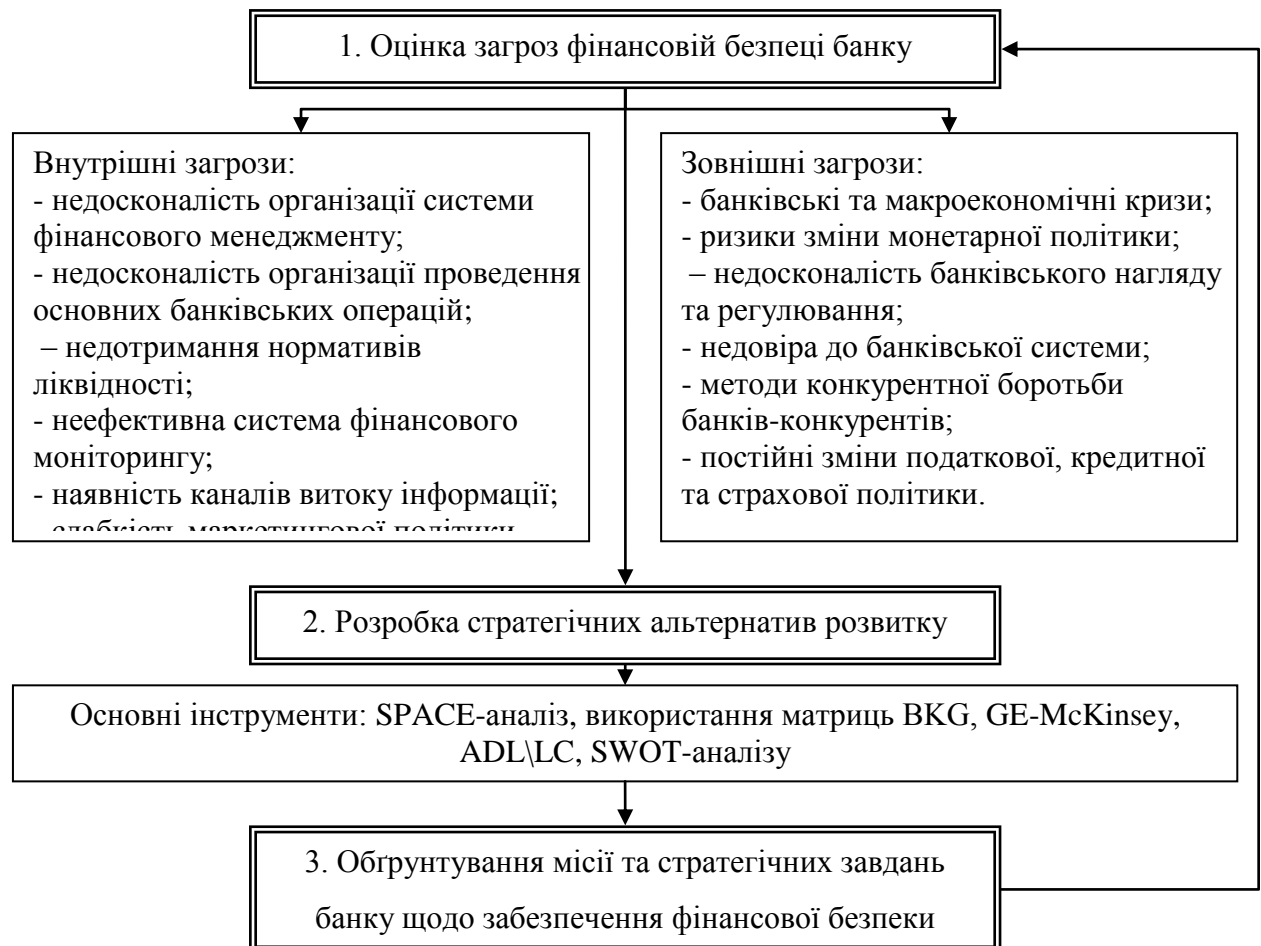 1. Оцінка загроз фінансовій безпеці банку
Внутрішні загрози:
- недосконалість організації системи
фінансового менеджменту;
- недосконалість організації проведення
основних банківських операцій;
– недотримання нормативів
ліквідності;
- неефективна система фінансового
моніторингу;
- наявність каналів витоку інформації;
- слабкість маркетингової політики
Зовнішні загрози:
- банківські та макроекономічні кризи;
- ризики зміни монетарної політики;
– недосконалість банківського нагляду
та регулювання;
- недовіра до банківської системи;
- методи конкурентної боротьби
банків-конкурентів;
- постійні зміни податкової, кредитної
та страхової політики.
2. Розробка стратегічних альтернатив розвитку
Основні інструменти: SPACE-аналіз, використання матриць BKG, GE-McKinsey,
ADL\LC, SWOT-аналізу
3. Обґрунтування місії та стратегічних завдань
банку щодо забезпечення фінансової безпеки